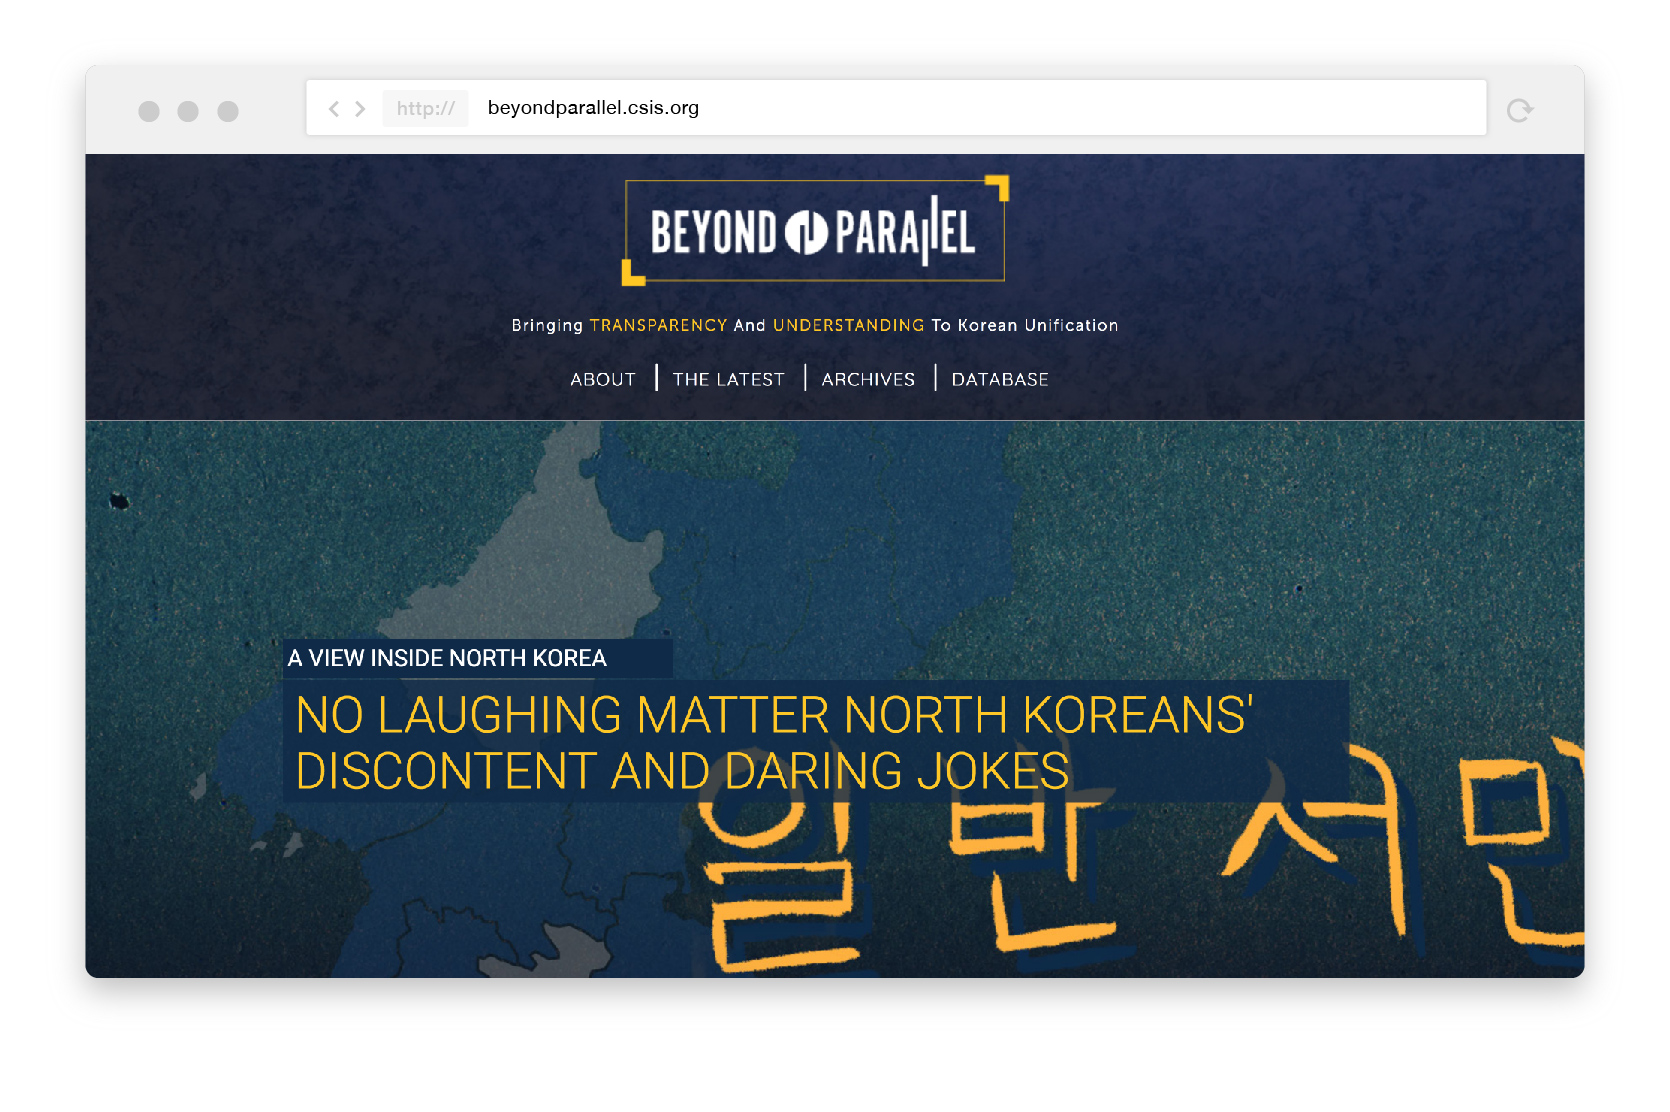 http://
beyondparallel.csis.org
BEYOND PARALLEL
Bringing TRANSPARENCY And UNDERSTANDING To Korean Unification
ABOUT | THE LATEST | ARCHIVES | DATABASE
A VIEW INSIDE NORTH KOREA
NO LAUGHING MATTER NORTH KOREANS'
DISCONTENT AND DARING JOKES
일반 서민